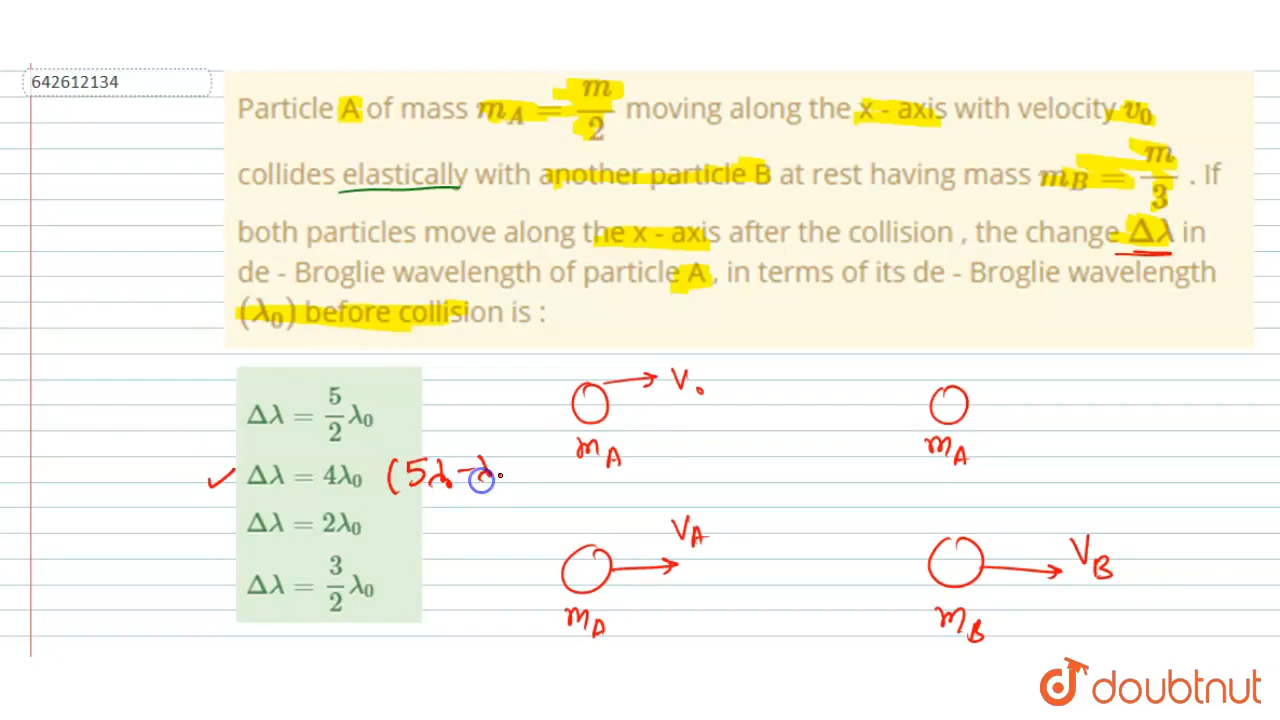 642612134
Particle A of mass m_A = m/2 moving along the x - axis with velocity v_0
collides elastically with another particle B at rest having mass m_B = m/3 . If
both particles move along the x - axis after the collision , the change Δλ in
de - Broglie wavelength of particle A , in terms of its de - Broglie wavelength
(λ_0) before collision is :
Δλ = 5/2 λ_0
Δλ = 4λ_0 (5λ-λ
Δλ = 2λ_0
Δλ = 3/2 λ_0
V_0
m_A
m_A
V_A
V_B
m_A
m_B
doubtnut